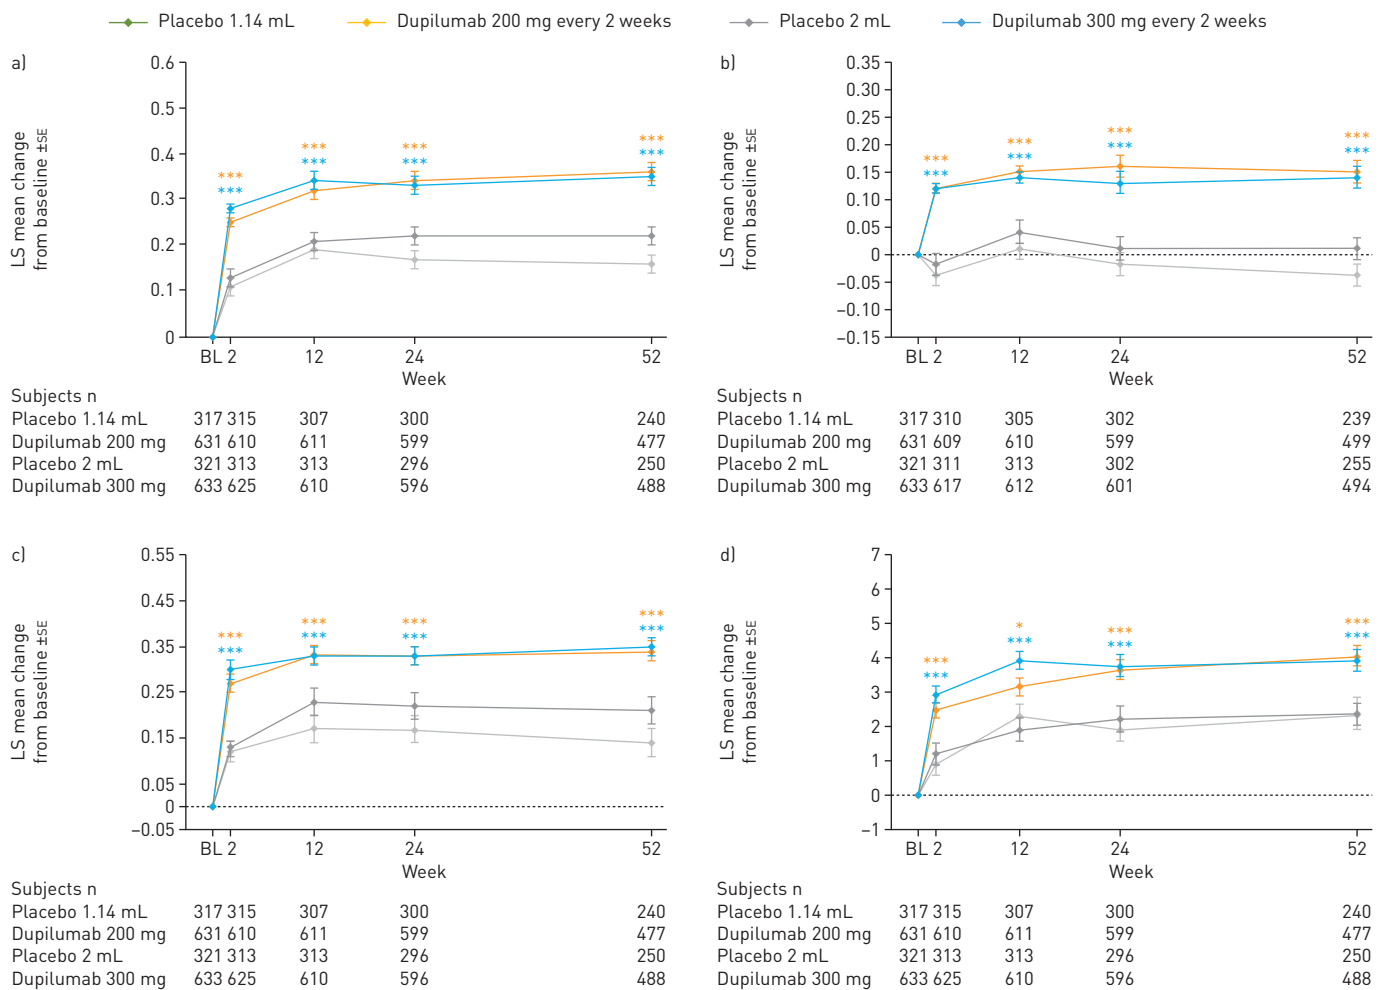 Placebo 1.14 mL Dupilumab 200 mg every 2 weeks Placebo 2 mL Dupilumab 300 mg every 2 weeks
a)
LS mean change
from baseline ±SE
0.6
0.5
0.4
0.3
0.2
0.1
0
*** *** *** ***
*** *** *** ***
BL 2 12 24 52
Week
Subjects n
Placebo 1.14 mL 317 315 307 300 240
Dupilumab 200 mg 631 610 611 599 477
Placebo 2 mL 321 313 313 296 250
Dupilumab 300 mg 633 625 610 596 488
b)
LS mean change
from baseline ±SE
0.35
0.30
0.25
0.20
0.15
0.10
0.05
0
−0.05
−0.10
−0.15
*** *** *** ***
*** *** *** ***
BL 2 12 24 52
Week
Subjects n
Placebo 1.14 mL 317 310 305 302 239
Dupilumab 200 mg 631 609 610 599 499
Placebo 2 mL 321 311 313 302 255
Dupilumab 300 mg 633 617 612 601 494
c)
LS mean change
from baseline ±SE
0.55
0.45
0.35
0.25
0.15
0.05
0
−0.05
*** *** *** ***
*** *** *** ***
BL 2 12 24 52
Week
Subjects n
Placebo 1.14 mL 317 315 307 300 240
Dupilumab 200 mg 631 610 611 599 477
Placebo 2 mL 321 313 313 296 250
Dupilumab 300 mg 633 625 610 596 488
d)
LS mean change
from baseline ±SE
7
6
5
4
3
2
1
0
−1
*** * *** ***
*** *** *** ***
BL 2 12 24 52
Week
Subjects n
Placebo 1.14 mL 317 315 307 300 240
Dupilumab 200 mg 631 610 611 599 477
Placebo 2 mL 321 313 313 296 250
Dupilumab 300 mg 633 625 610 596 488